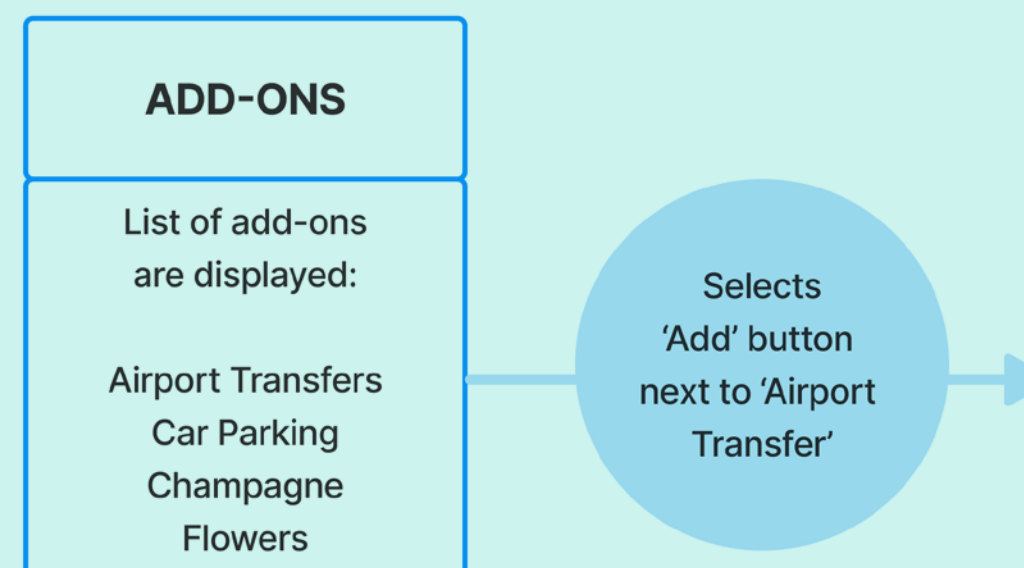 ADD-ONS
List of add-ons
are displayed:
Airport Transfers
Car Parking
Champagne
Flowers
Selects
‘Add’ button
next to ‘Airport
Transfer’